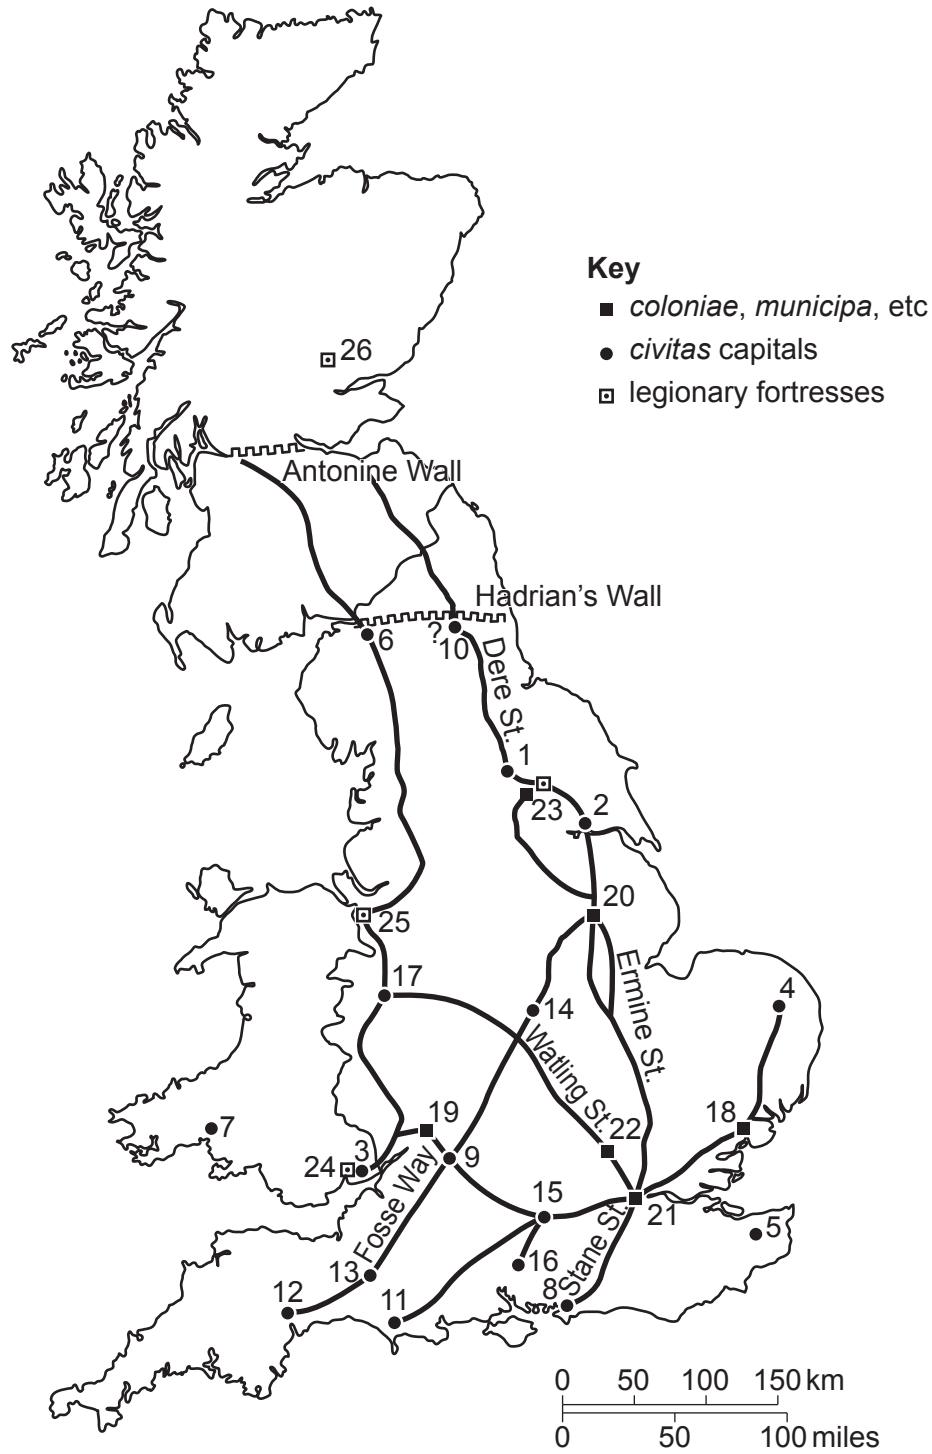 Key
coloniae, municipa, etc
civitas capitals
legionary fortresses
26
Antonine Wall
Hadrian's Wall
6
?
10
Dere St.
1
23
2
20
25
17
14
Ermine St.
4
Watling St.
7
19
22
18
24
3
9
Fosse Way
15
21
5
Stane St.
16
13
8
12
11
0 50 100 150 km
0 50 100 miles